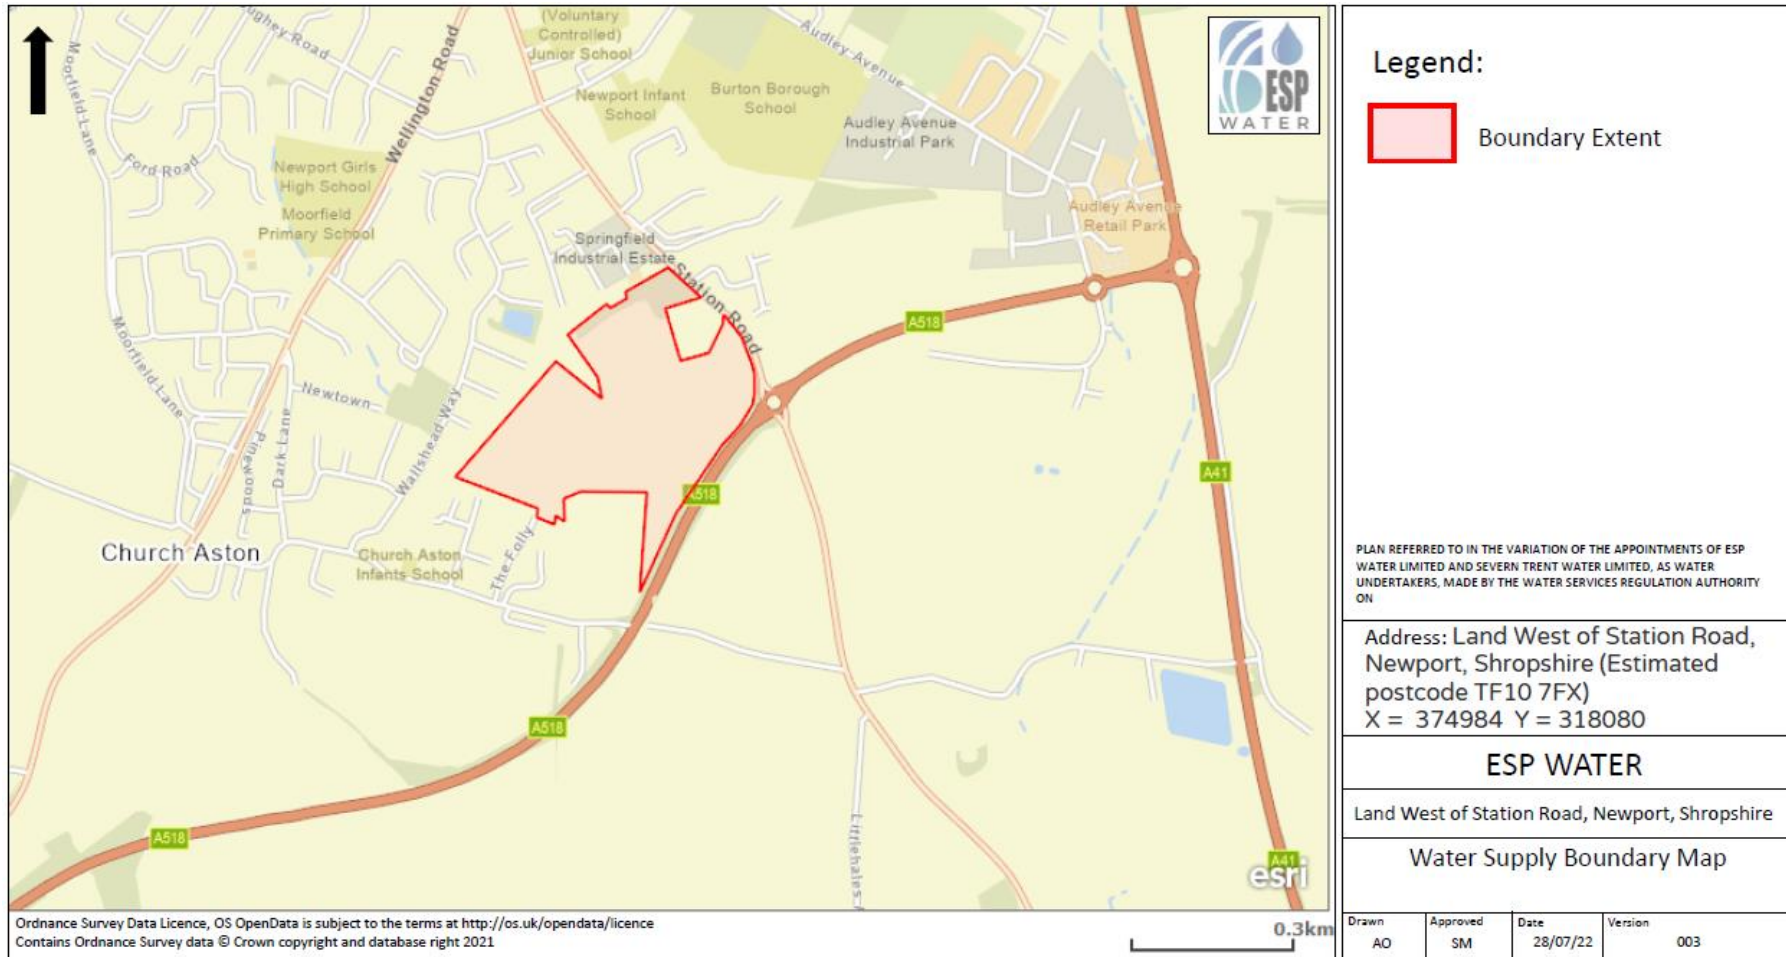 (Voluntary
Controlled)
Junior School
Moorfield Lane
ughey Road
Wellington Road
Newport Infant
School
Burton Borough
School
Audley Avenue
Audley Avenue
Industrial Park
ESP
WATER
Ford Road
Newport Girls
High School
Moorfield
Primary School
Springfield
Industrial Estate
Station Road
Audley Avenue
Retail Park
A518
Moorfield Lane
Newtown
Pinewoods
Dark Lane
Wallshead Way
A518
A41
Church Aston
Church Aston
Infants School
The Folly
A518
A518
Littlehales
A41
esri
Ordnance Survey Data Licence, OS OpenData is subject to the terms at http://os.uk/opendata/licence
Contains Ordnance Survey data © Crown copyright and database right 2021
0.3km
Legend:
Boundary Extent
PLAN REFERRED TO IN THE VARIATION OF THE APPOINTMENTS OF ESP
WATER LIMITED AND SEVERN TRENT WATER LIMITED, AS WATER
UNDERTAKERS, MADE BY THE WATER SERVICES REGULATION AUTHORITY
ON
Address: Land West of Station Road,
Newport, Shropshire (Estimated
postcode TF10 7FX)
X = 374984 Y = 318080
ESP WATER
Land West of Station Road, Newport, Shropshire
Water Supply Boundary Map
Drawn Approved Date Version
AO SM 28/07/22 003